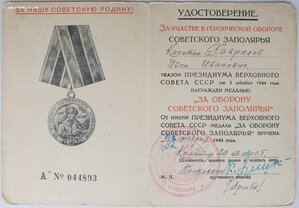 ЗА НАШУ СОВЕТСКУЮ РОДИНУ!
А № 044893
УДОСТОВЕРЕНИЕ.
ЗА УЧАСТИЕ В ГЕРОИЧЕСКОЙ ОБОРОНЕ
СОВЕТСКОГО ЗАПОЛЯРЬЯ
Капитан Гаврилов
Иван Иванович
УКАЗОМ ПРЕЗИДИУМА ВЕРХОВНОГО
СОВЕТА СССР от 5 декабря 1944 года
НАГРАЖДЕН МЕДАЛЬЮ
„ЗА ОБОРОНУ
СОВЕТСКОГО ЗАПОЛЯРЬЯ"
От имени ПРЕЗИДИУМА ВЕРХОВНОГО
СОВЕТА СССР МЕДАЛЬ „ЗА ОБОРОНУ
СОВЕТСКОГО ЗАПОЛЯРЬЯ" ВРУЧЕНА
1945 года.
М. П.